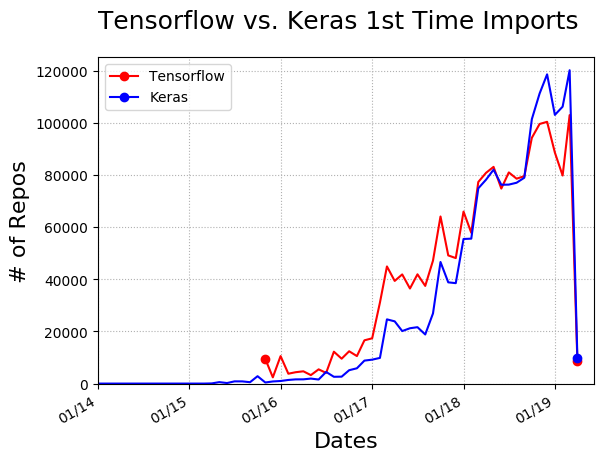 Tensorflow vs. Keras 1st Time Imports
Tensorflow
Keras
120000
100000
80000
60000
40000
20000
0
# of Repos
01/14
01/15
01/16
01/17
01/18
01/19
Dates